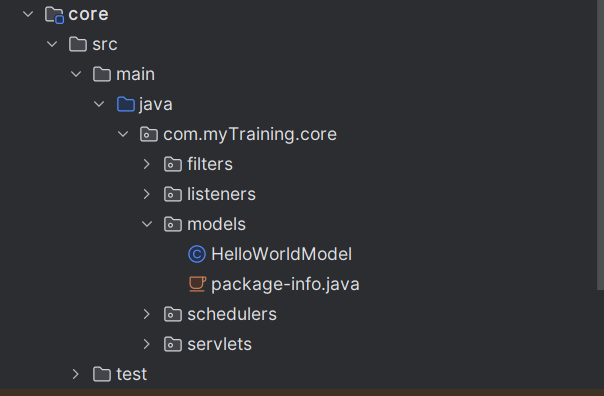 core
src
main
java
com.myTraining.core
filters
listeners
models
HelloWorldModel
package-info.java
schedulers
servlets
test